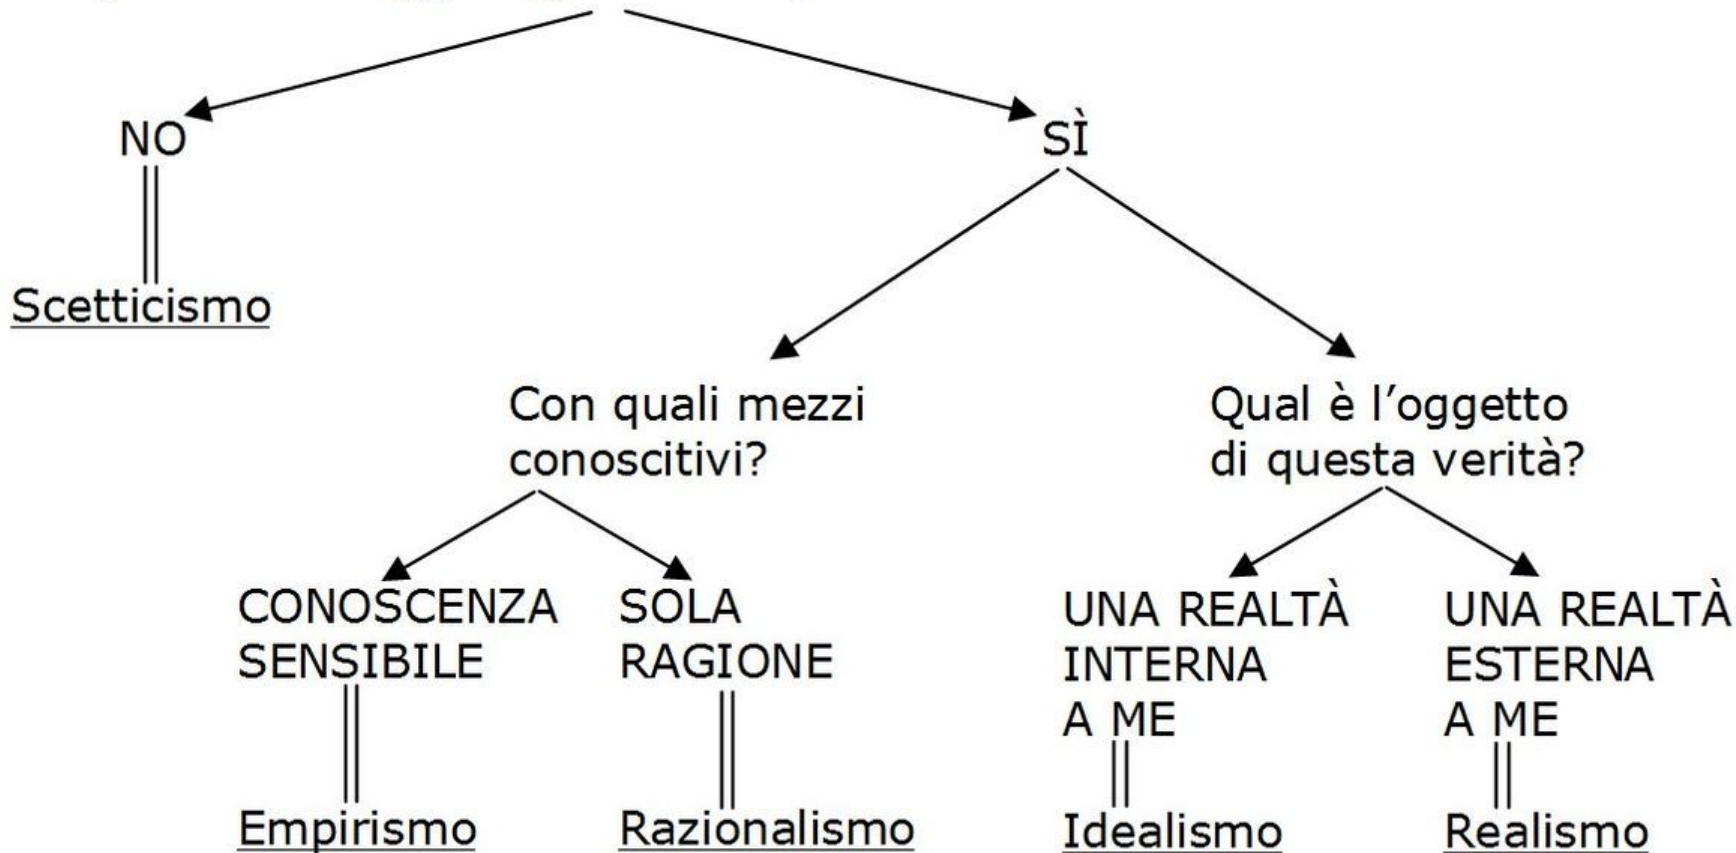 NO
SÌ
Scetticismo
Con quali mezzi
conoscitivi?
Qual è l'oggetto
di questa verità?
CONOSCENZA
SENSIBILE
SOLA
RAGIONE
UNA REALTÀ
INTERNA
A ME
UNA REALTÀ
ESTERNA
A ME
Empirismo
Razionalismo
Idealismo
Realismo